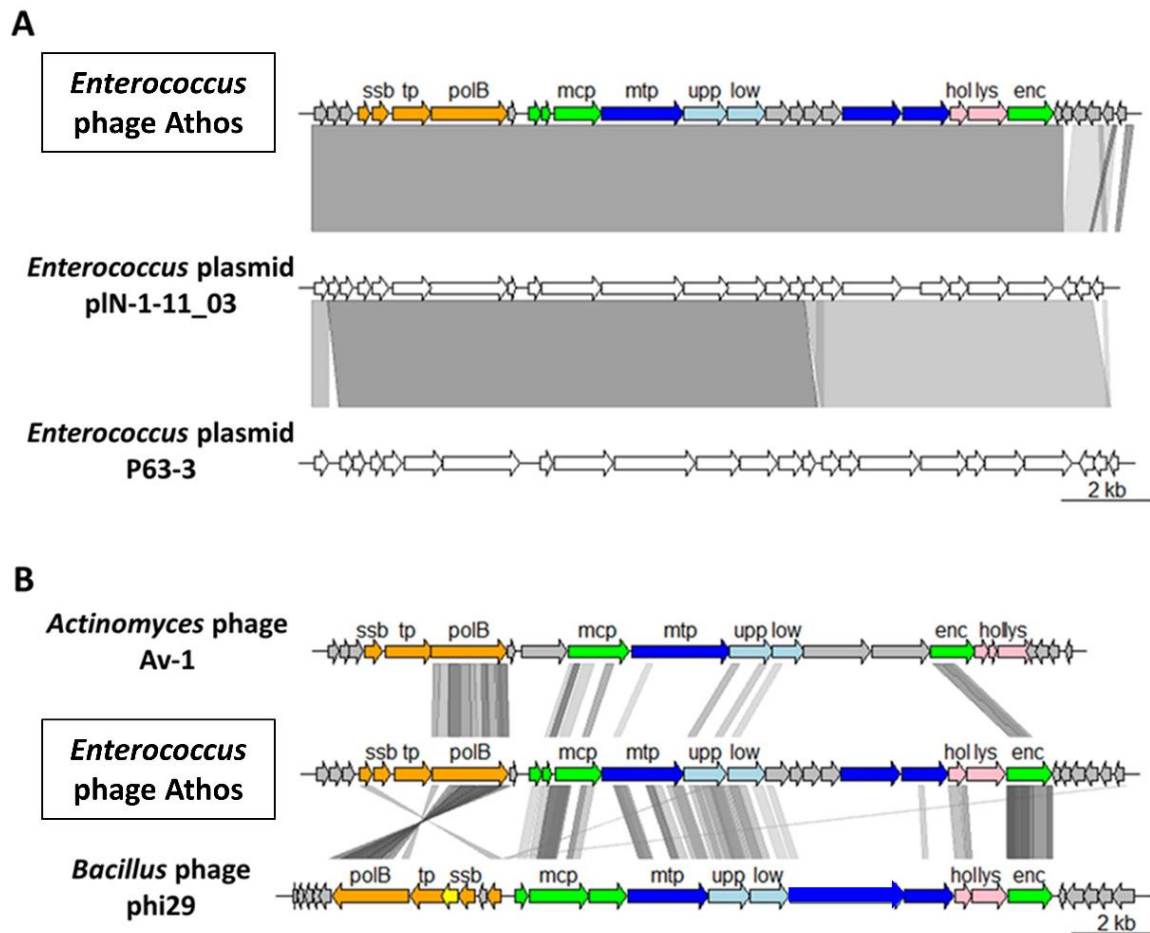 A
Enterococcus
phage Athos
ssb tp polB mcp mtp upp low hol lys enc
Enterococcus plasmid
plN-1-11_03
Enterococcus plasmid
P63-3
2 kb
B
Actinomyces phage
Av-1
ssb tp polB mcp mtp upp low enc hol lys
Enterococcus
phage Athos
ssb tp polB mcp mtp upp low hol lys enc
Bacillus phage
phi29
polB tp ssb mcp mtp upp low hol lys enc
2 kb